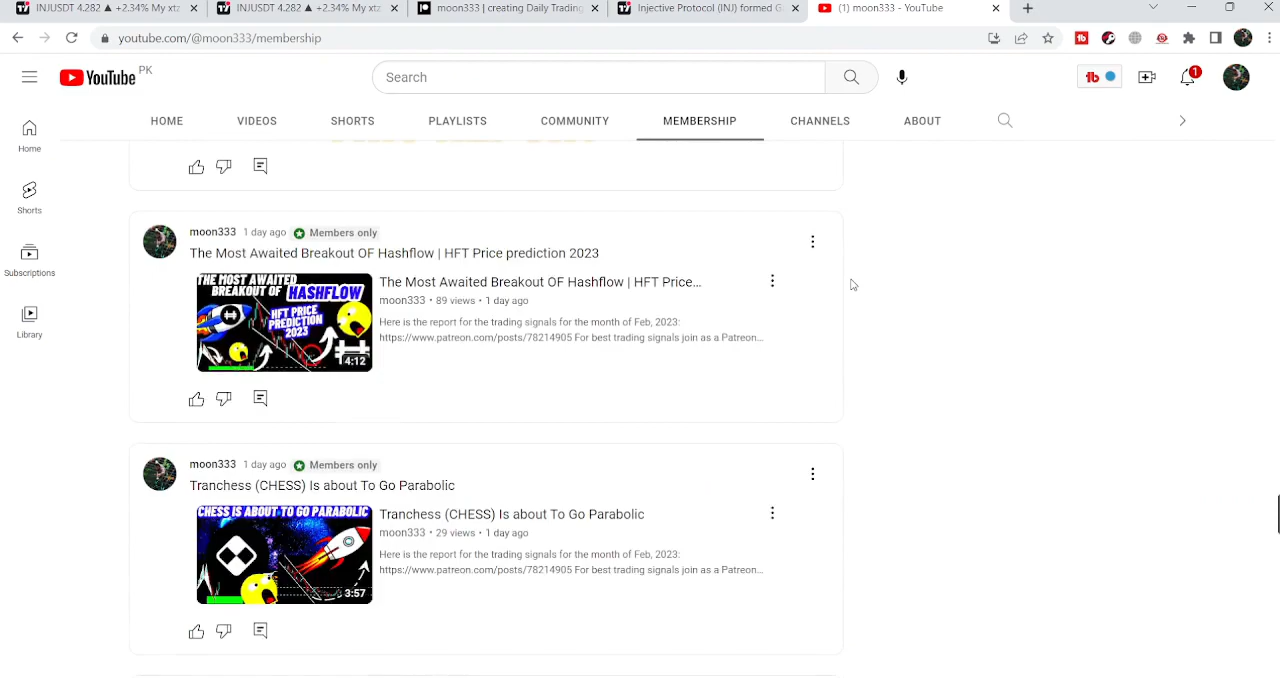 INJUSDT 4.282 ▲ +2.34% My xta
INJUSDT 4.282 ▲ +2.34% My xta
moon333 | creating Daily Trading
Injective Protocol (INJ) formed G
(1) moon333 - YouTube
youtube.com/@moon333/membership
YouTube PK
Search
1
HOME
VIDEOS
SHORTS
PLAYLISTS
COMMUNITY
MEMBERSHIP
CHANNELS
ABOUT
Home
Shorts
Subscriptions
Library
moon333 1 day ago Members only
The Most Awaited Breakout OF Hashflow | HFT Price prediction 2023
THE MOST AWAITED
BREAKOUT OF HASHFLOW
HFT PRICE
PREDICTION
2023
4:12
The Most Awaited Breakout OF Hashflow | HFT Price...
moon333 • 89 views • 1 day ago
Here is the report for the trading signals for the month of Feb, 2023:
https://www.patreon.com/posts/78214905 For best trading signals join as a Patreon...
moon333 1 day ago Members only
Tranchess (CHESS) Is about To Go Parabolic
CHESS IS ABOUT TO GO PARABOLIC
3:57
Tranchess (CHESS) Is about To Go Parabolic
moon333 • 29 views • 1 day ago
Here is the report for the trading signals for the month of Feb, 2023:
https://www.patreon.com/posts/78214905 For best trading signals join as a Patreon...